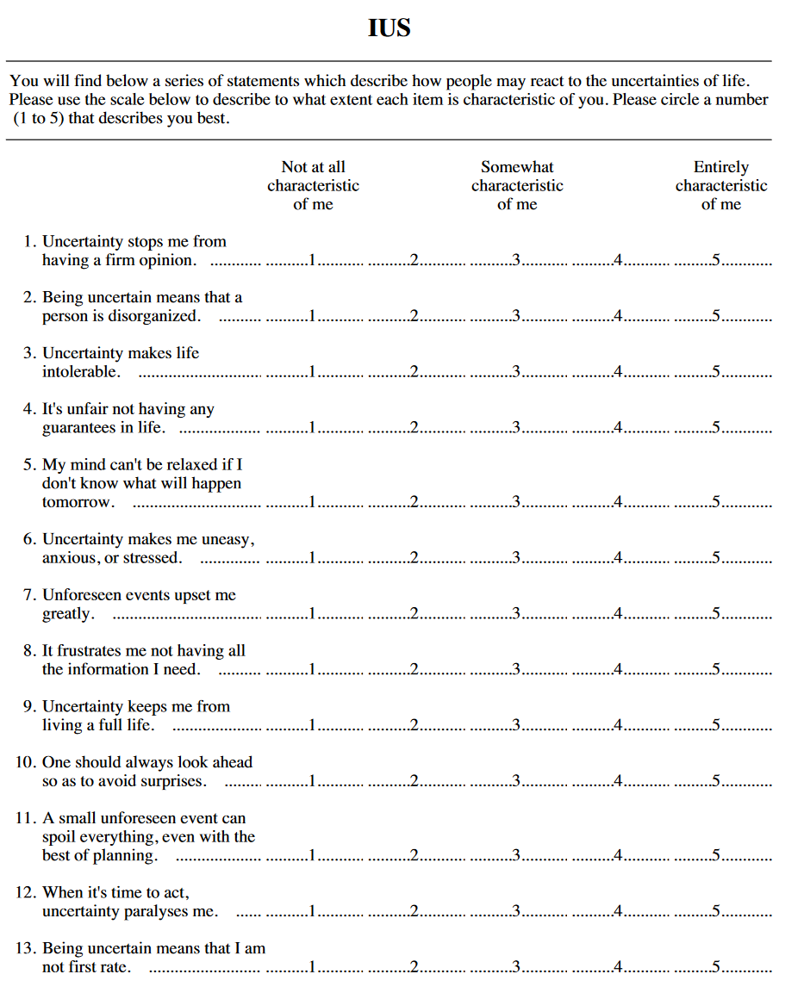 IUS
You will find below a series of statements which describe how people may react to the uncertainties of life.
Please use the scale below to describe to what extent each item is characteristic of you. Please circle a number
(1 to 5) that describes you best.
Not at all Somewhat Entirely
characteristic characteristic characteristic
of me of me of me
1. Uncertainty stops me from
having a firm opinion. ............ ..........1........... ..........2........... ..........3........... ..........4........... .........5............
2. Being uncertain means that a
person is disorganized. .......... ..........1........... ..........2........... ..........3........... ..........4........... .........5............
3. Uncertainty makes life
intolerable. ............................. ..........1........... ..........2........... ..........3........... ..........4........... .........5............
4. It's unfair not having any
guarantees in life. ................... ..........1........... ..........2........... ..........3........... ..........4........... .........5............
5. My mind can't be relaxed if I
don't know what will happen
tomorrow. .............................. ..........1........... ..........2........... ..........3........... ..........4........... .........5............
6. Uncertainty makes me uneasy,
anxious, or stressed. .............. ..........1........... ..........2........... ..........3........... ..........4........... .........5............
7. Unforeseen events upset me
greatly. ................................... ..........1........... ..........2........... ..........3........... ..........4........... .........5............
8. It frustrates me not having all
the information I need. .......... ..........1........... ..........2........... ..........3........... ..........4........... .........5............
9. Uncertainty keeps me from
living a full life. ..................... ..........1........... ..........2........... ..........3........... ..........4........... .........5............
10. One should always look ahead
so as to avoid surprises. ......... ..........1........... ..........2........... ..........3........... ..........4........... .........5............
11. A small unforeseen event can
spoil everything, even with the
best of planning. .................... ..........1........... ..........2........... ..........3........... ..........4........... .........5............
12. When it's time to act,
uncertainty paralyses me. ...... ..........1........... ..........2........... ..........3........... ..........4........... .........5............
13. Being uncertain means that I am
not first rate. .......................... ..........1........... ..........2........... ..........3........... ..........4........... .........5............